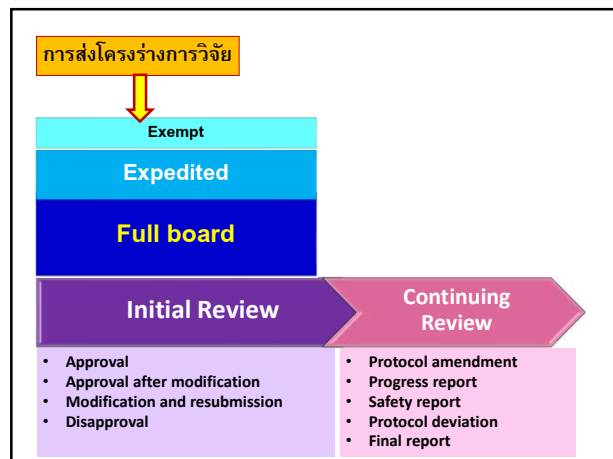 การส่งโครงร่างการวิจัย
Exempt
Expedited
Full board
Initial Review
Continuing
Review
• Approval
• Approval after modification
• Modification and resubmission
• Disapproval
• Protocol amendment
• Progress report
• Safety report
• Protocol deviation
• Final report